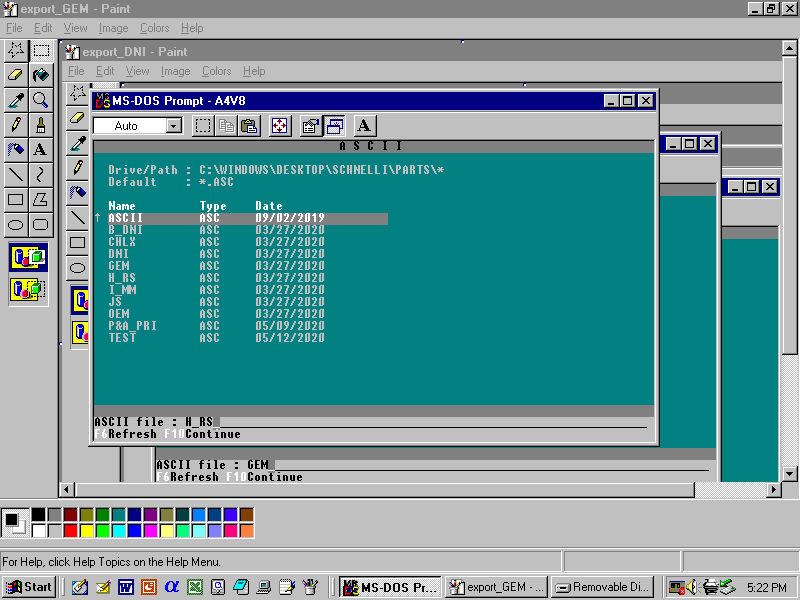 export_GEM - Paint
File Edit View Image Colors Help
export_DNI - Paint
File Edit View Image Colors Help
MS-DOS Prompt - A4V8
Auto
A
A S C I I
Drive/Path : C:\WINDOWS\DESKTOP\SCHNELLI\PARTS\*
Default : *.ASC
Name Type Date
↑ ASCII ASC 09/02/2019
B_DNI ASC 03/27/2020
CHLX ASC 03/27/2020
DNI ASC 03/27/2020
GEM ASC 03/27/2020
H_RS ASC 03/27/2020
I_MM ASC 03/27/2020
JS ASC 03/27/2020
OEM ASC 03/27/2020
P&A_PRI ASC 05/09/2020
TEST ASC 05/12/2020
ASCII file : H_RS_
F6Refresh F10Continue
ASCII file : GEM_
F6Refresh F10Continue
For Help, click Help Topics on the Help Menu.
Start MS-DOS Pr... export_GEM - ... Removable Di... 5:22 PM